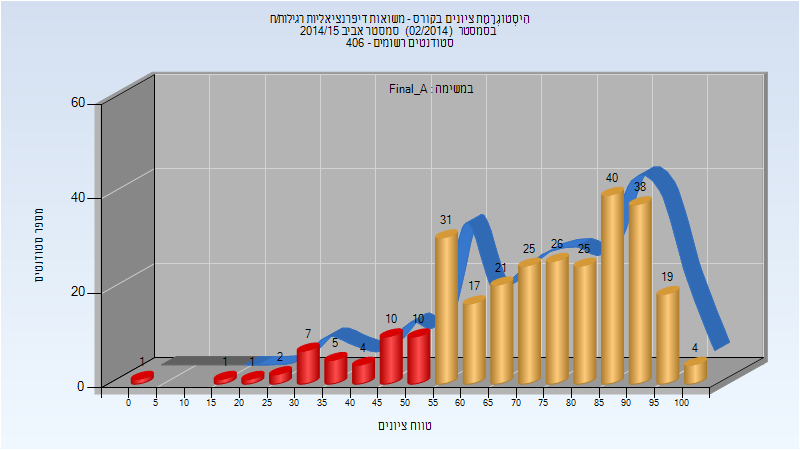 היסטוגרמת ציונים בקורס - משוואות דיפרנציאליות רגילות/ח
בסמסטר (02/2014) סמסטר אביב 2014/15
סטודנטים רשומים - 406
במשימה : Final_A
מספר סטודנטים
60
40
20
0
1 1 1 2 7 5 4 10 10 31 17 21 25 26 25 40 38 19 4
0 5 10 15 20 25 30 35 40 45 50 55 60 65 70 75 80 85 90 95 100
טווח ציונים